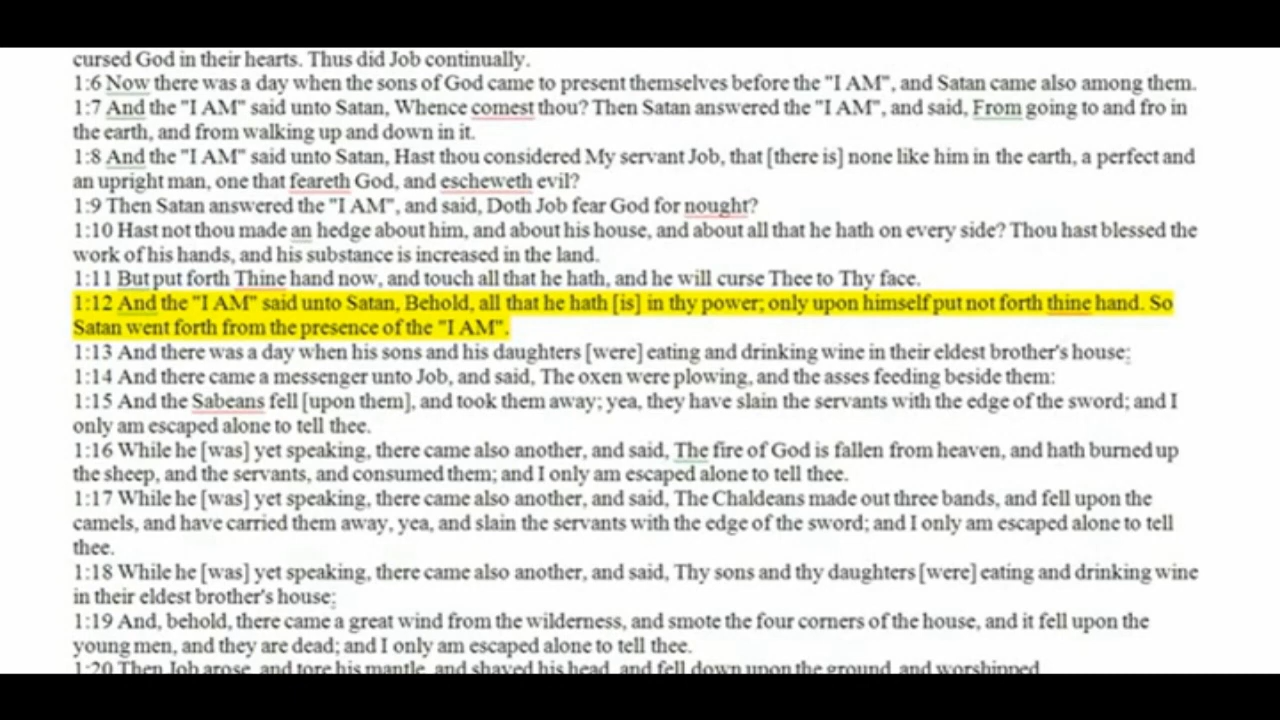 cursed God in their hearts. Thus did Job continually.
1:6 Now there was a day when the sons of God came to present themselves before the "I AM", and Satan came also among them.
1:7 And the "I AM" said unto Satan, Whence comest thou? Then Satan answered the "I AM", and said, From going to and fro in
the earth, and from walking up and down in it.
1:8 And the "I AM" said unto Satan, Hast thou considered My servant Job, that [there is] none like him in the earth, a perfect and
an upright man, one that feareth God, and escheweth evil?
1:9 Then Satan answered the "I AM", and said, Doth Job fear God for nought?
1:10 Hast not thou made an hedge about him, and about his house, and about all that he hath on every side? Thou hast blessed the
work of his hands, and his substance is increased in the land.
1:11 But put forth Thine hand now, and touch all that he hath, and he will curse Thee to Thy face.
1:12 And the "I AM" said unto Satan, Behold, all that he hath [is] in thy power; only upon himself put not forth thine hand. So
Satan went forth from the presence of the "I AM".
1:13 And there was a day when his sons and his daughters [were] eating and drinking wine in their eldest brother's house;
1:14 And there came a messenger unto Job, and said, The oxen were plowing, and the asses feeding beside them:
1:15 And the Sabeans fell [upon them], and took them away; yea, they have slain the servants with the edge of the sword; and I
only am escaped alone to tell thee.
1:16 While he [was] yet speaking, there came also another, and said, The fire of God is fallen from heaven, and hath burned up
the sheep, and the servants, and consumed them; and I only am escaped alone to tell thee.
1:17 While he [was] yet speaking, there came also another, and said, The Chaldeans made out three bands, and fell upon the
camels, and have carried them away, yea, and slain the servants with the edge of the sword; and I only am escaped alone to tell
thee.
1:18 While he [was] yet speaking, there came also another, and said, Thy sons and thy daughters [were] eating and drinking wine
in their eldest brother's house;
1:19 And, behold, there came a great wind from the wilderness, and smote the four corners of the house, and it fell upon the
young men, and they are dead; and I only am escaped alone to tell thee.
1:20 Then Job arose, and tore his mantle, and shaved his head, and fell down upon the ground, and worshipped,